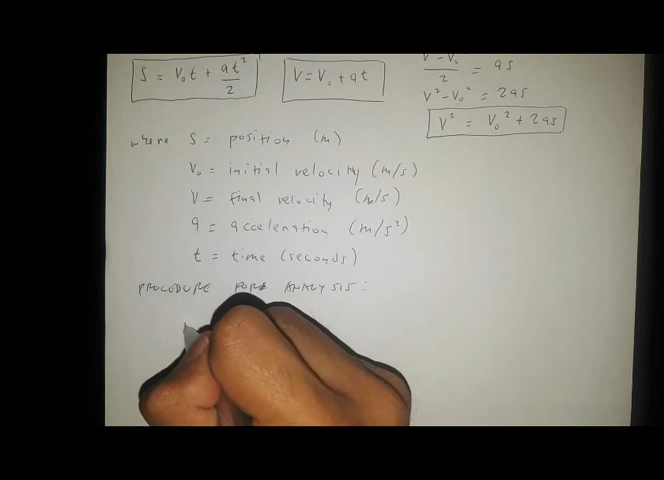 S = V₀t + at²/2
V = V₀ + at
/2 = as
V² - V₀² = 2as
V² = V₀² + 2as
where S = position (m)
V₀ = initial velocity (m/s)
V = final velocity (m/s)
a = acceleration (m/s²)
t = time (seconds)
PROCEDURE FOR ANALYSIS: